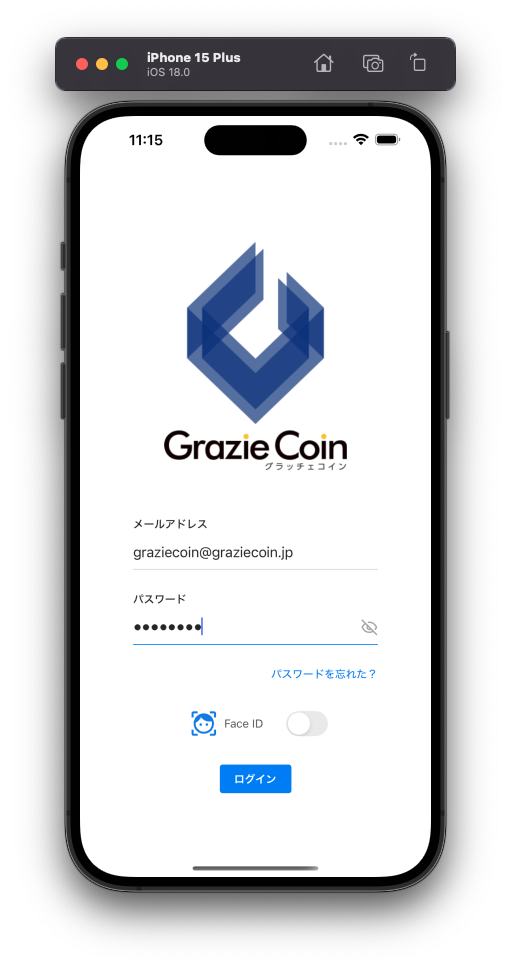 iPhone 15 Plus
iOS 18.0
11:15
Grazie Coin
グラッチェコイン
メールアドレス
graziecoin@graziecoin.jp
パスワード
••••••••
パスワードを忘れた？
Face ID
ログイン